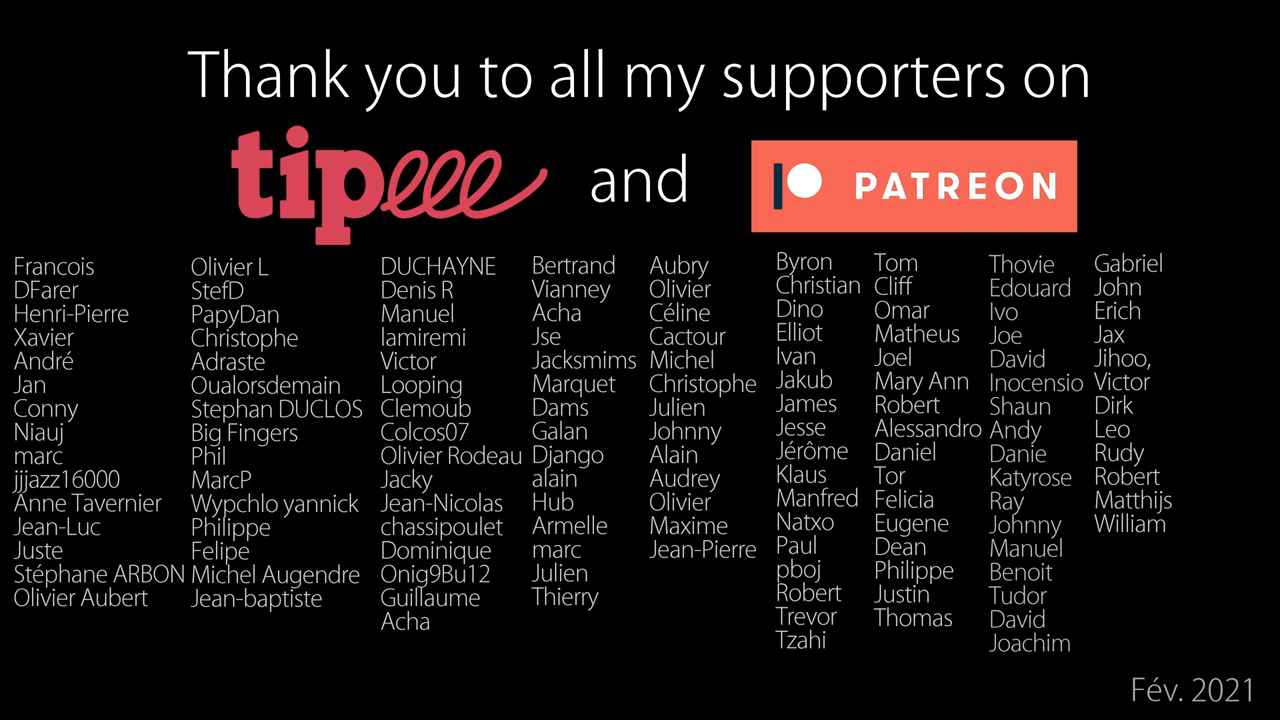 Thank you to all my supporters on
tipeee and PATREON
Francois
DFarer
Henri-Pierre
Xavier
André
Jan
Conny
Niauj
marc
jjjazz16000
Anne Tavernier
Jean-Luc
Juste
Stéphane ARBON
Olivier Aubert
Olivier L
StefD
PapyDan
Christophe
Adraste
Oualorsdemain
Stephan DUCLOS
Big Fingers
Phil
MarcP
Wypchlo yannick
Philippe
Felipe
Michel Augendre
Jean-baptiste
DUCHAYNE
Denis R
Manuel
lamiremi
Victor
Looping
Clemoub
Colcos07
Olivier Rodeau
Jacky
Jean-Nicolas
chassipoulet
Dominique
Onig9Bu12
Guillaume
Acha
Bertrand
Vianney
Acha
Jse
Jacksmims
Marquet
Dams
Galan
Django
alain
Hub
Armelle
marc
Julien
Thierry
Aubry
Olivier
Céline
Cactour
Michel
Christophe
Julien
Johnny
Alain
Audrey
Olivier
Maxime
Jean-Pierre
Byron
Christian
Dino
Elliot
Ivan
Jakub
James
Jesse
Jérôme
Klaus
Manfred
Natxo
Paul
pboj
Robert
Trevor
Tzahi
Tom
Cliff
Omar
Matheus
Joel
Mary Ann
Robert
Alessandro
Daniel
Tor
Felicia
Eugene
Dean
Philippe
Justin
Thomas
Thovie
Edouard
Ivo
Joe
David
Inocensio
Shaun
Andy
Danie
Katyrose
Ray
Johnny
Manuel
Benoit
Tudor
David
Joachim
Gabriel
John
Erich
Jax
Jihoo,
Victor
Dirk
Leo
Rudy
Robert
Matthijs
William
Fév. 2021